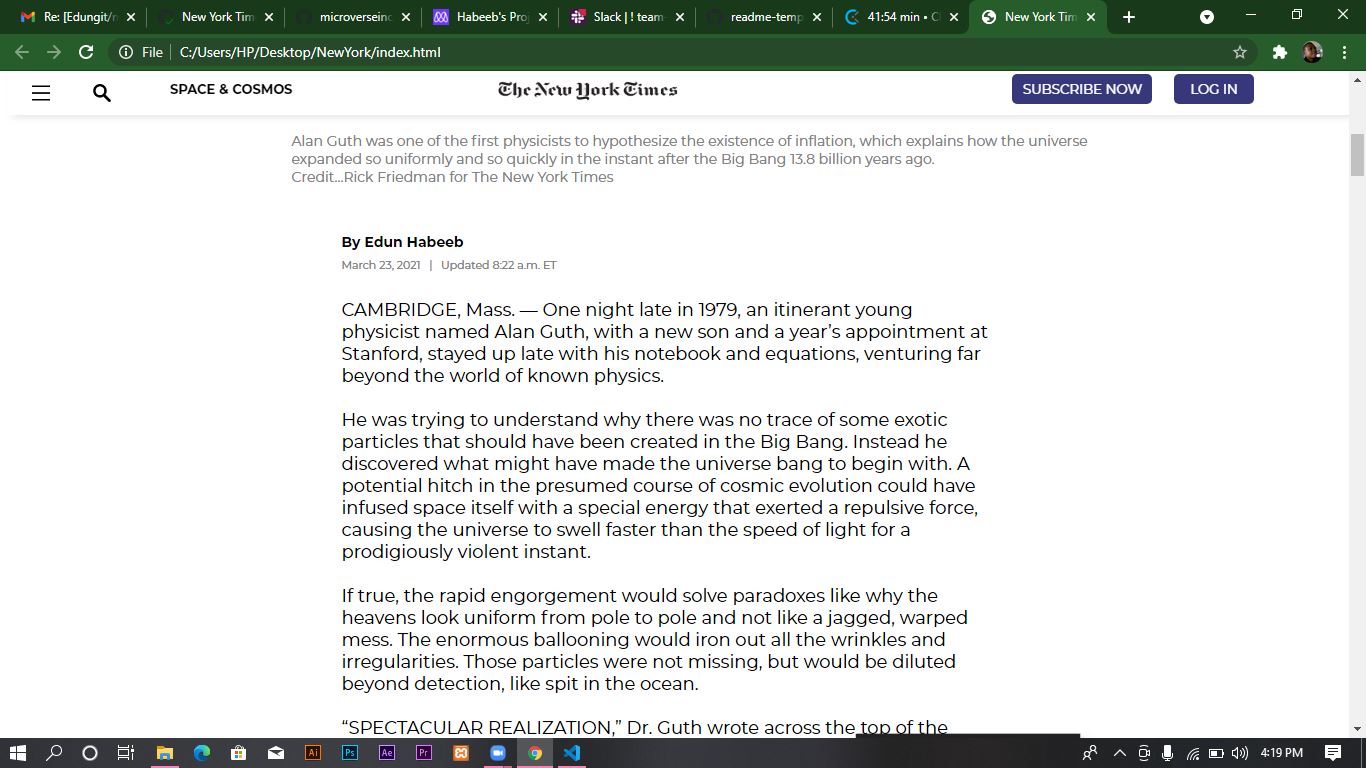 Re: [Edungit/n
New York Tim
microverseinc
Habeeb's Proj
Slack | ! team-
readme-temp
41:54 min • Cl
New York Tim
File | C:/Users/HP/Desktop/NewYork/index.html
SPACE & COSMOS
The New York Times
SUBSCRIBE NOW
LOG IN
Alan Guth was one of the first physicists to hypothesize the existence of inflation, which explains how the universe
expanded so uniformly and so quickly in the instant after the Big Bang 13.8 billion years ago.
Credit...Rick Friedman for The New York Times
By Edun Habeeb
March 23, 2021 | Updated 8:22 a.m. ET
CAMBRIDGE, Mass. — One night late in 1979, an itinerant young
physicist named Alan Guth, with a new son and a year’s appointment at
Stanford, stayed up late with his notebook and equations, venturing far
beyond the world of known physics.
He was trying to understand why there was no trace of some exotic
particles that should have been created in the Big Bang. Instead he
discovered what might have made the universe bang to begin with. A
potential hitch in the presumed course of cosmic evolution could have
infused space itself with a special energy that exerted a repulsive force,
causing the universe to swell faster than the speed of light for a
prodigiously violent instant.
If true, the rapid engorgement would solve paradoxes like why the
heavens look uniform from pole to pole and not like a jagged, warped
mess. The enormous ballooning would iron out all the wrinkles and
irregularities. Those particles were not missing, but would be diluted
beyond detection, like spit in the ocean.
“SPECTACULAR REALIZATION,” Dr. Guth wrote across the top of the
Ai
Ps
Ae
Pr
4:19 PM